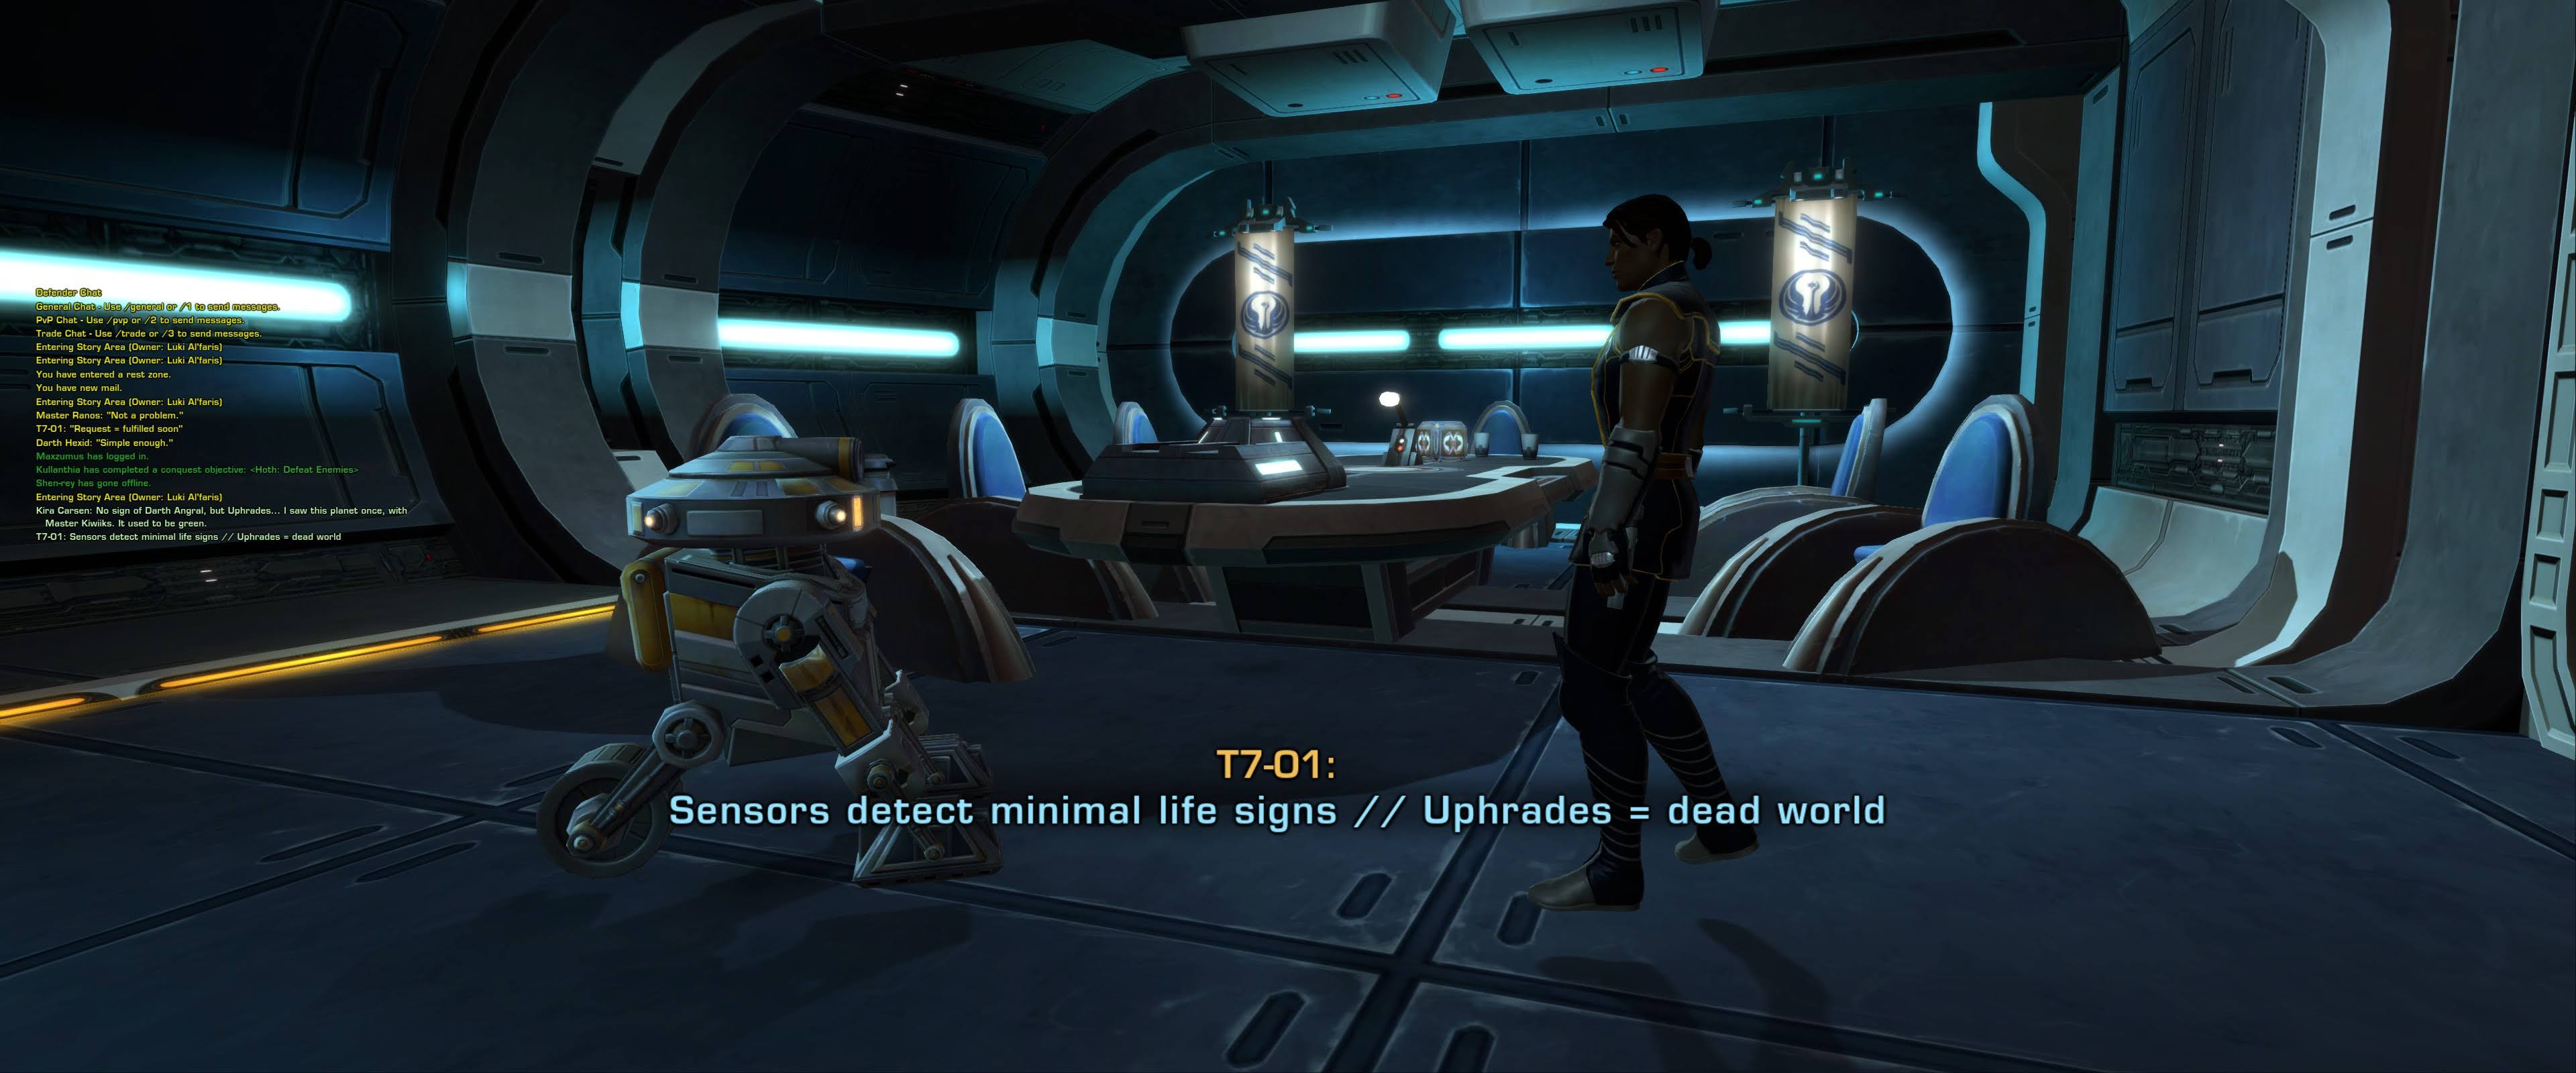 Defender Chat
General Chat - Use /general or /1 to send messages.
PvP Chat - Use /pvp or /2 to send messages.
Trade Chat - Use /trade or /3 to send messages.
Entering Story Area (Owner: Luki Al'faris)
Entering Story Area (Owner: Luki Al'faris)
You have entered a rest zone.
You have new mail.
Entering Story Area (Owner: Luki Al'faris)
Master Ranos: "Not a problem."
T7-01: "Request = fulfilled soon"
Darth Hexid: "Simple enough."
Maxzumus has logged in.
Kullanthia has completed a conquest objective: <Hoth: Defeat Enemies>
Shen-rey has gone offline.
Entering Story Area (Owner: Luki Al'faris)
Kira Carsen: No sign of Darth Angral, but Uphrades... I saw this planet once, with
Master Kiwiiks. It used to be green.
T7-01: Sensors detect minimal life signs // Uphrades = dead world
T7-01:
Sensors detect minimal life signs // Uphrades = dead world